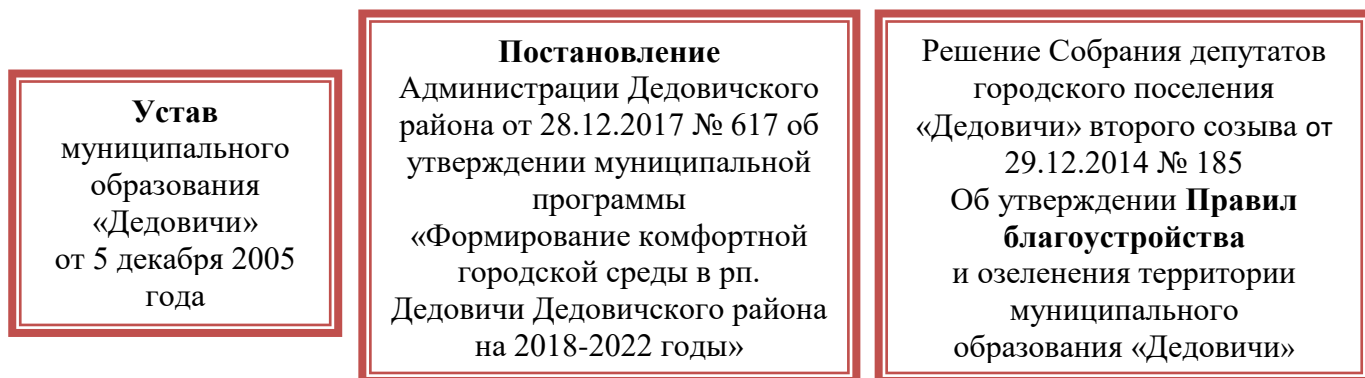 Устав
муниципального
образования
«Дедовичи»
от 5 декабря 2005
года
Постановление
Администрации Дедовичского
района от 28.12.2017 № 617 об
утверждении муниципальной
программы
«Формирование комфортной
городской среды в рп.
Дедовичи Дедовичского района
на 2018-2022 годы»
Решение Собрания депутатов
городского поселения
«Дедовичи» второго созыва от
29.12.2014 № 185
Об утверждении Правил
благоустройства
и озеленения территории
муниципального
образования «Дедовичи»